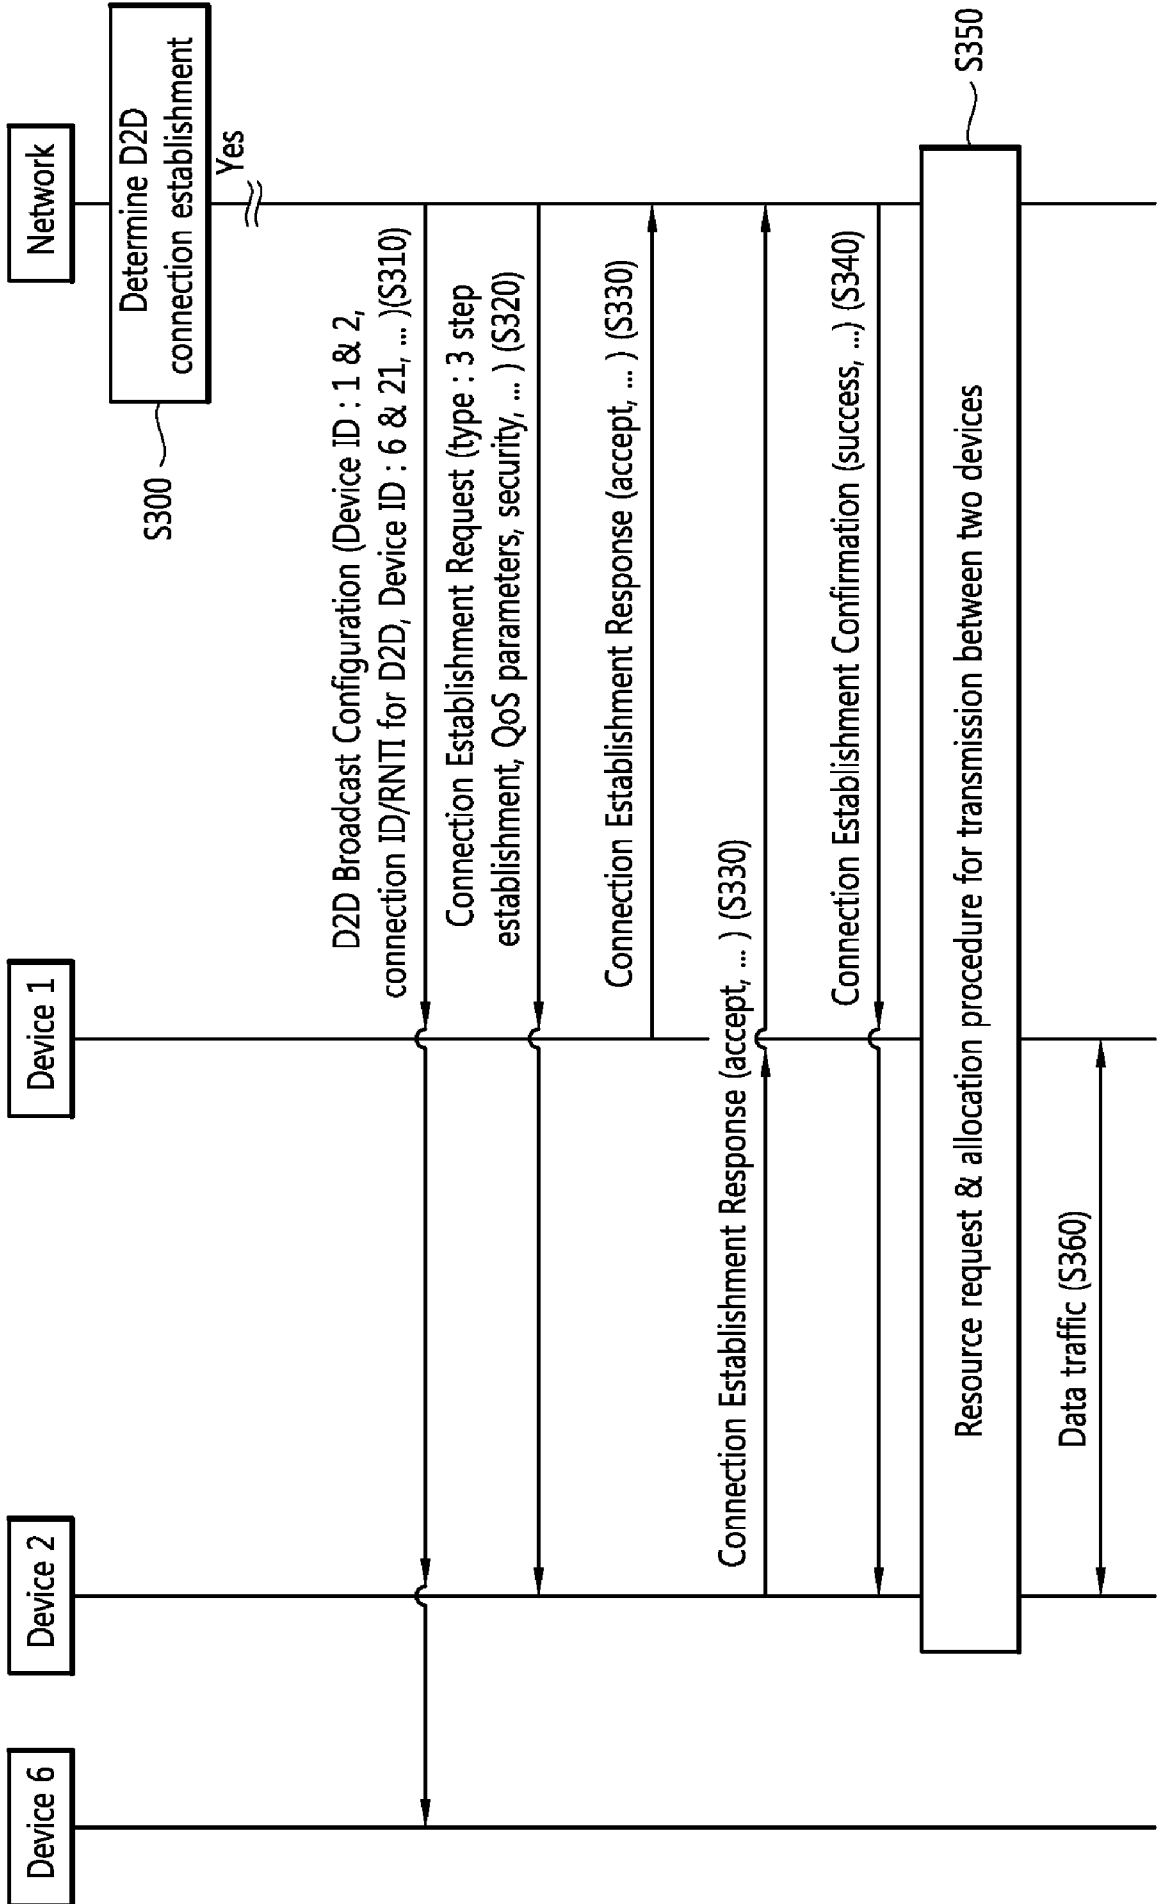 Device 6
Device 2
Device 1
Network
Determine D2D
connection establishment
S300
Yes
D2D Broadcast Configuration (Device ID : 1 & 2,
connection ID/RNTI for D2D, Device ID : 6 & 21, ... )(S310)
Connection Establishment Request (type : 3 step
establishment, QoS parameters, security, ... ) (S320)
Connection Establishment Response (accept, ... ) (S330)
Connection Establishment Response (accept, ... ) (S330)
Connection Establishment Confirmation (success, ...) (S340)
Resource request & allocation procedure for transmission between two devices
S350
Data traffic (S360)